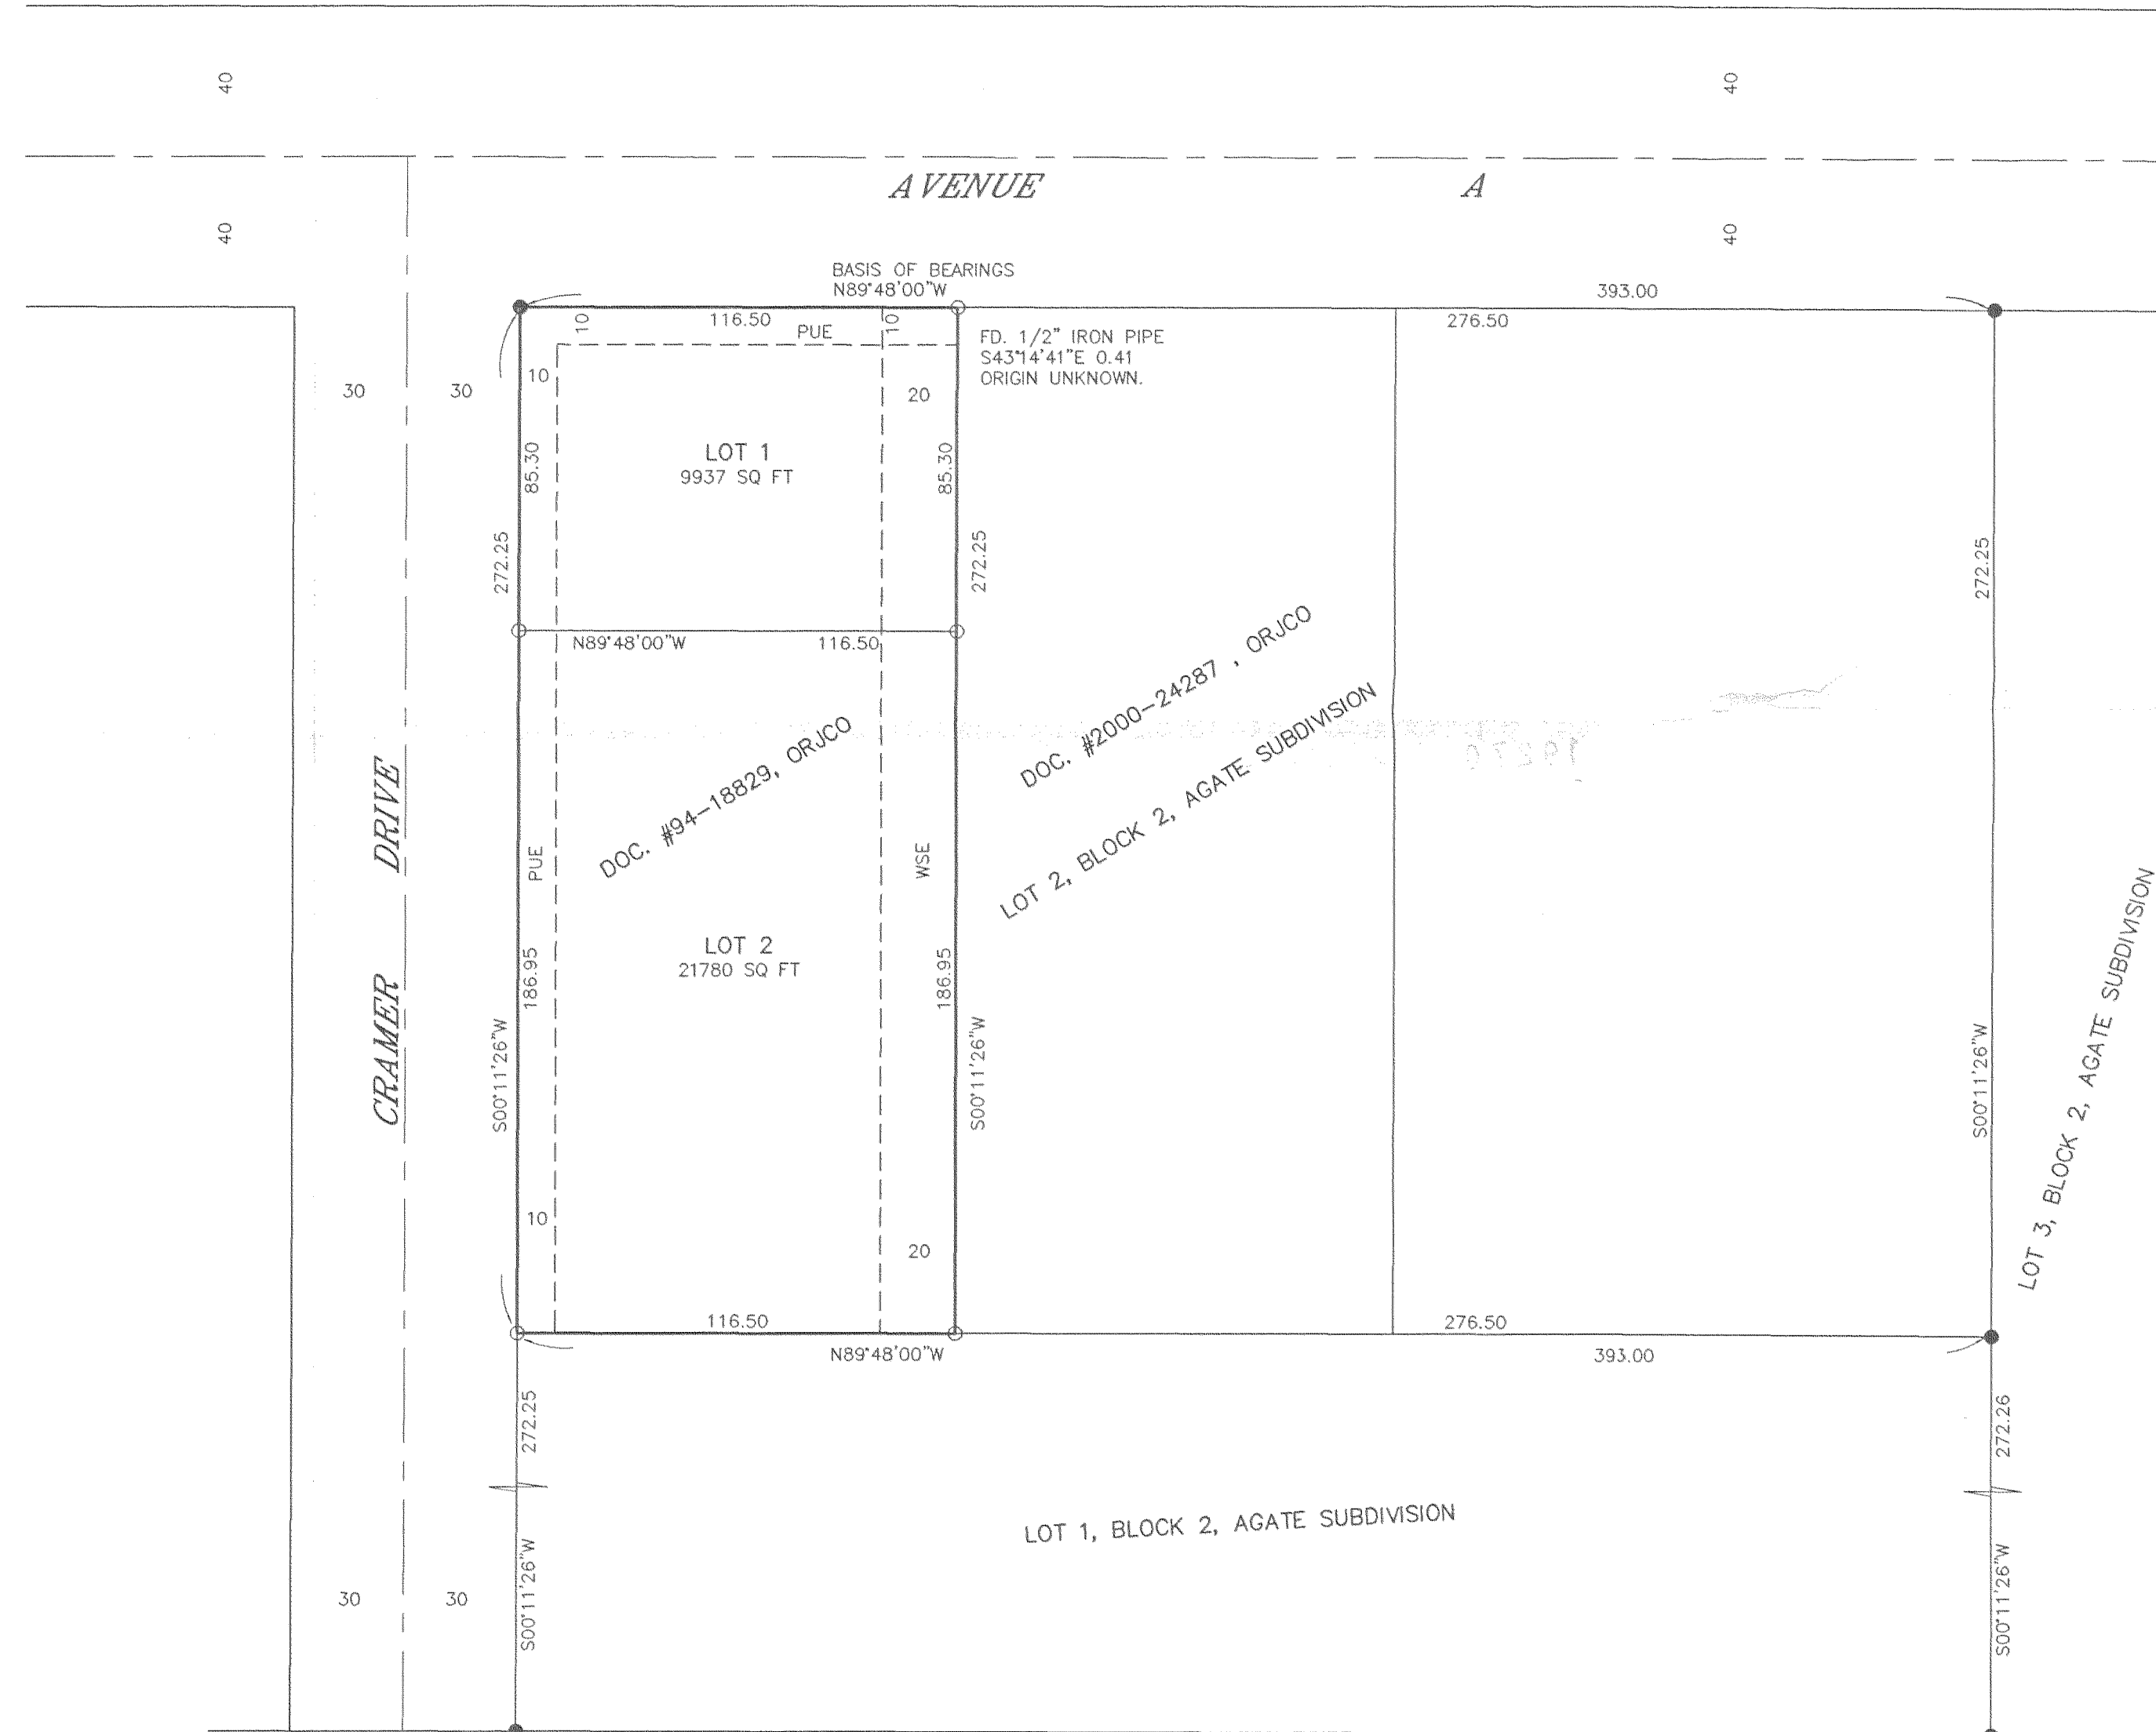 40
40
AVENUE A
40
40
BASIS OF BEARINGS
N89°48'00"W
393.00
116.50
276.50
10
10
PUE
FD. 1/2" IRON PIPE
S43°14'41"E 0.41
ORIGIN UNKNOWN.
30
30
10
20
LOT 1
9937 SQ FT
85.30
85.30
272.25
272.25
272.25
N89°48'00"W
116.50
DOC. #94-18829, ORJCO
DOC. #2000-24287 , ORJCO
LOT 2, BLOCK 2, AGATE SUBDIVISION
CRAMER DRIVE
PUE
WSE
LOT 2
21780 SQ FT
186.95
186.95
S00°11'26"W
S00°11'26"W
S00°11'26"W
LOT 3, BLOCK 2, AGATE SUBDIVISION
10
20
116.50
276.50
N89°48'00"W
393.00
272.25
272.26
LOT 1, BLOCK 2, AGATE SUBDIVISION
S00°11'26"W
S00°11'26"W
30
30